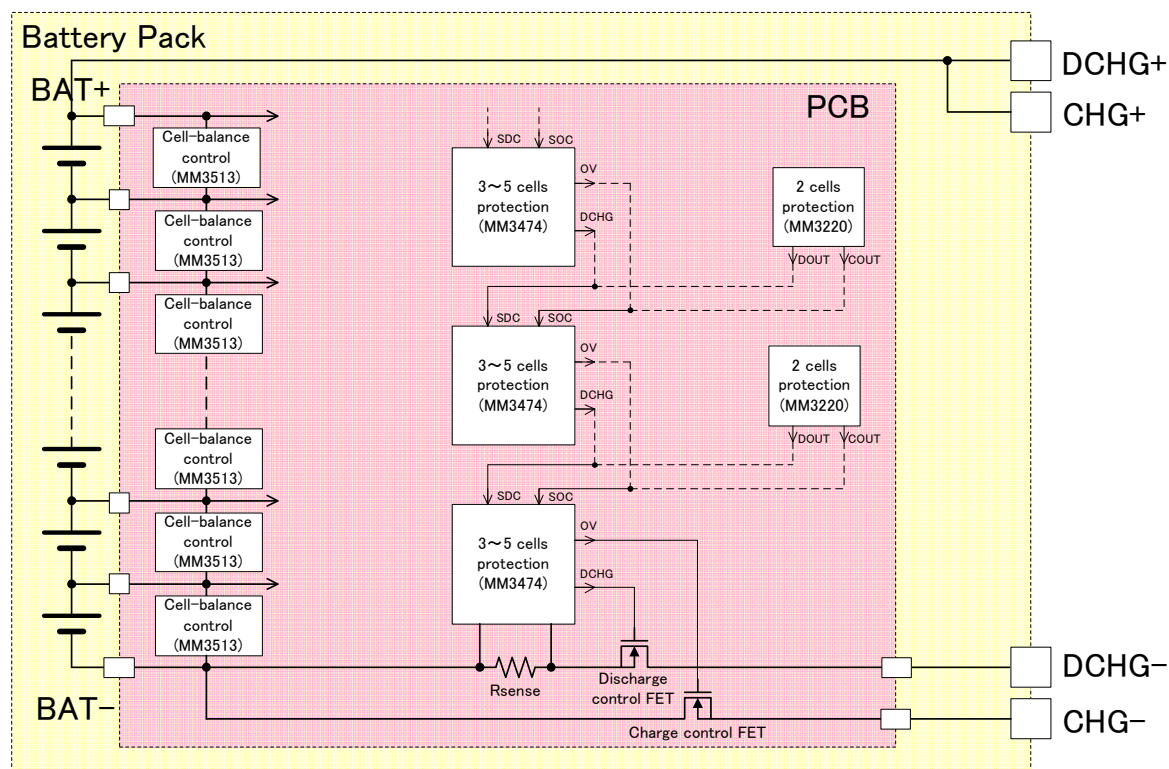 Battery Pack
DCHG+
BAT+
PCB
CHG+
Cell-balance
control
(MM3513)
SDC
SOC
3～5 cells
protection
(MM3474)
OV
DCHG
2 cells
protection
(MM3220)
DOUT
COUT
Cell-balance
control
(MM3513)
Cell-balance
control
(MM3513)
SDC
SOC
3～5 cells
protection
(MM3474)
OV
DCHG
2 cells
protection
(MM3220)
DOUT
COUT
Cell-balance
control
(MM3513)
SDC
SOC
Cell-balance
control
(MM3513)
3～5 cells
protection
(MM3474)
OV
DCHG
Cell-balance
control
(MM3513)
Rsense
Discharge
control FET
DCHG-
BAT-
Charge control FET
CHG-